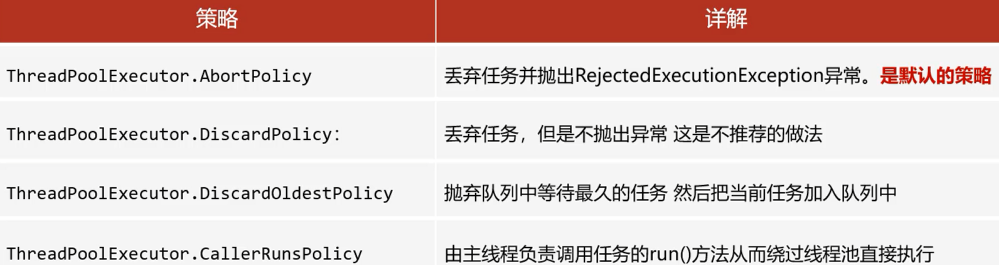 策略 详解
ThreadPoolExecutor.AbortPolicy 丢弃任务并抛出RejectedExecutionException异常。是默认的策略
ThreadPoolExecutor.DiscardPolicy: 丢弃任务，但是不抛出异常 这是不推荐的做法
ThreadPoolExecutor.DiscardOldestPolicy 抛弃队列中等待最久的任务 然后把当前任务加入队列中
ThreadPoolExecutor.CallerRunsPolicy 由主线程负责调用任务的run()方法从而绕过线程池直接执行